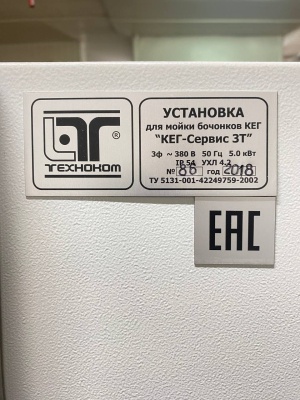 ТЕХНОКОМ
®
УСТАНОВКА
для мойки бочонков КЕГ
"КЕГ-Сервис 3Т"
3ф ~ 380 В 50 Гц 5.0 кВт
IP 54 УХЛ 4.2
№ 86 год 2018
ТУ 5131-001-42249759-2002
ЕАС